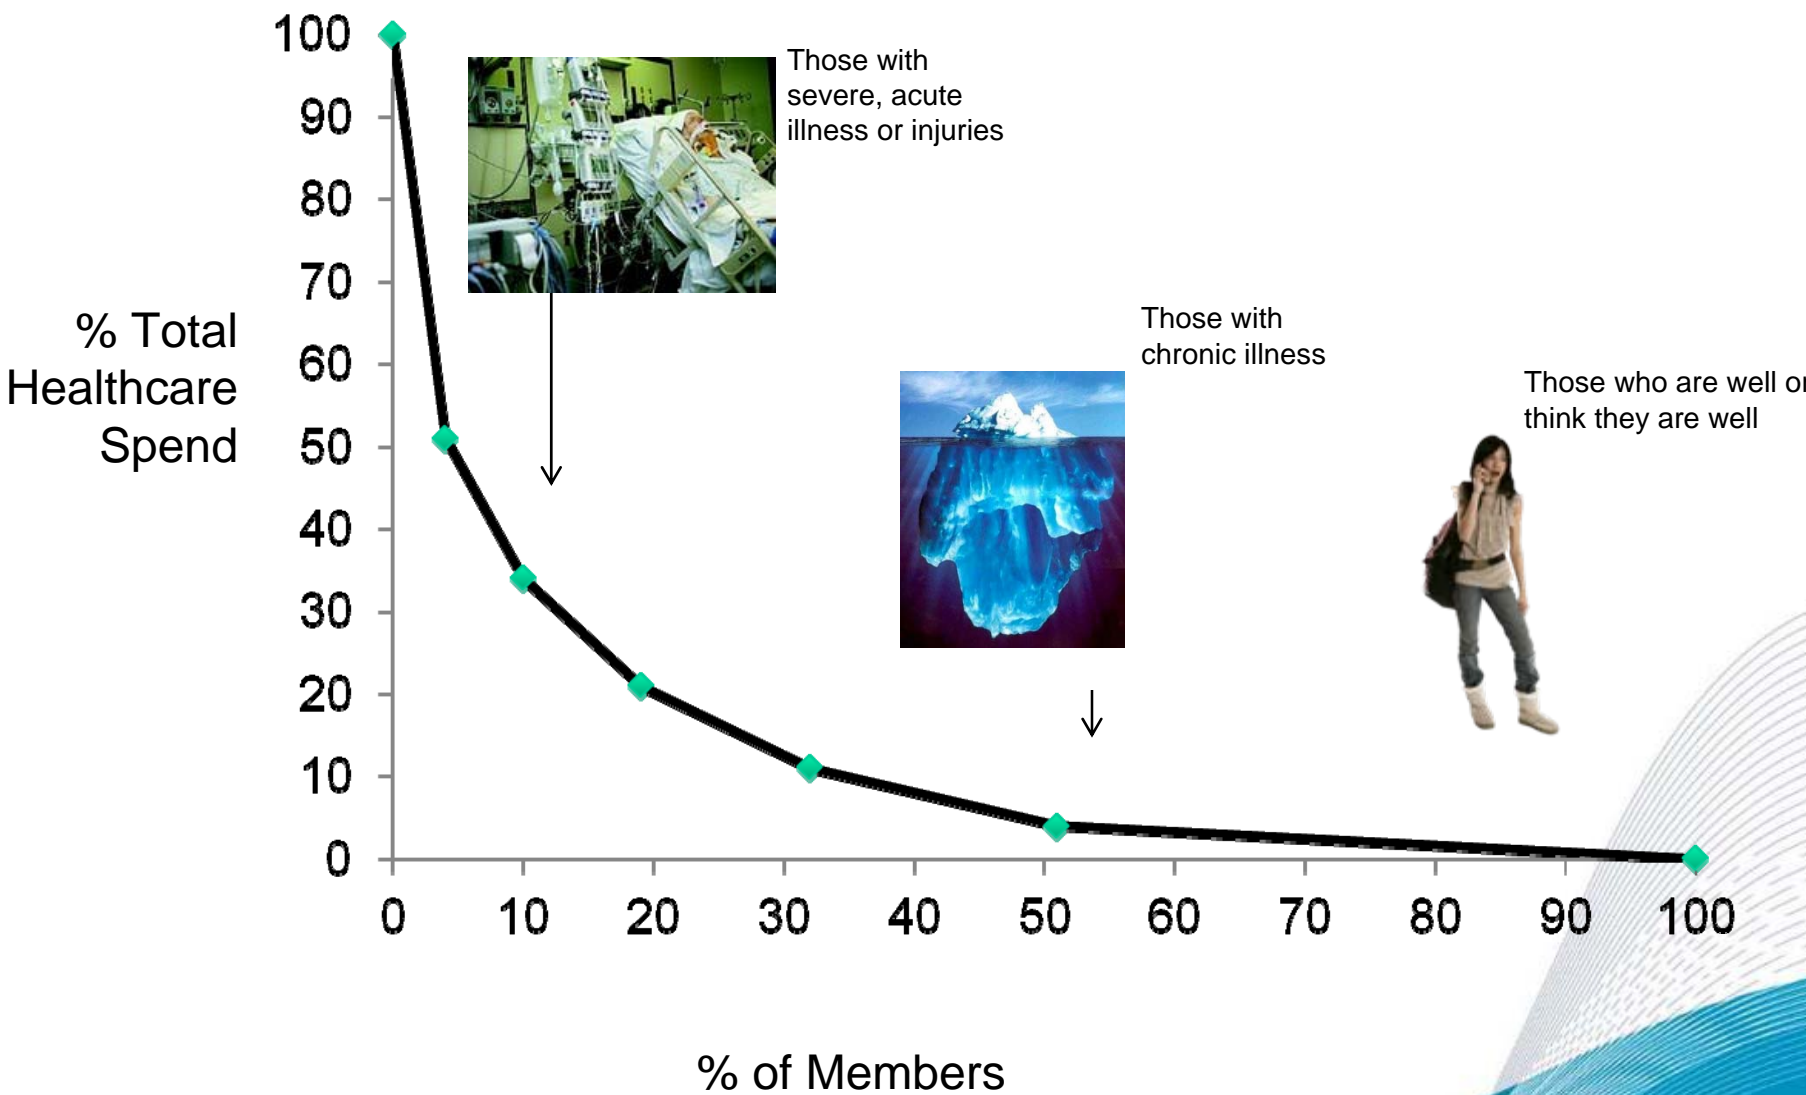 100
90
80
70
60
50
40
30
20
10
0
% Total
Healthcare
Spend
Those with
severe, acute
illness or injuries
Those with
chronic illness
Those who are well or
think they are well
0 10 20 30 40 50 60 70 80 90 100
% of Members